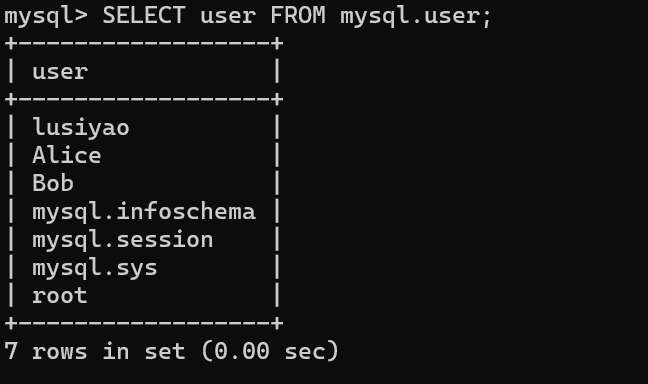 mysql> SELECT user FROM mysql.user;
+------------------+
| user             |
+------------------+
| lusiyao          |
| Alice            |
| Bob              |
| mysql.infoschema |
| mysql.session    |
| mysql.sys        |
| root             |
+------------------+
7 rows in set (0.00 sec)